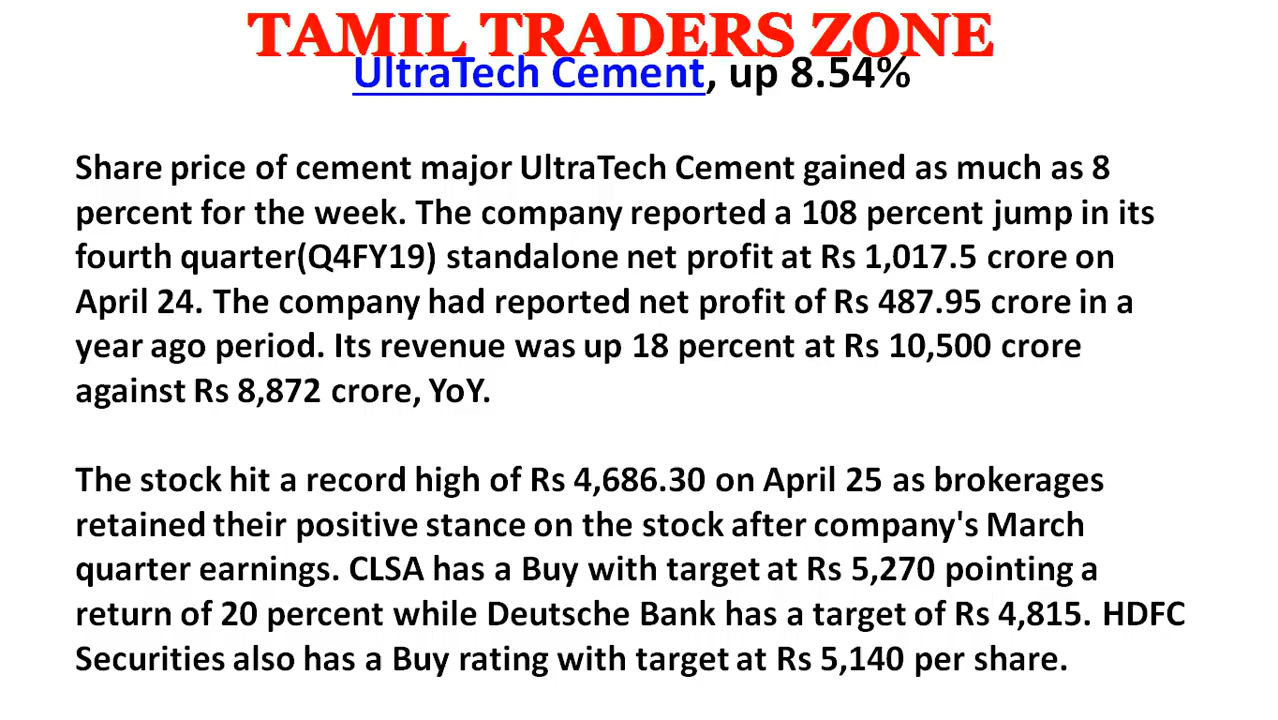 TAMIL TRADERS ZONE
UltraTech Cement, up 8.54%
Share price of cement major UltraTech Cement gained as much as 8
percent for the week. The company reported a 108 percent jump in its
fourth quarter(Q4FY19) standalone net profit at Rs 1,017.5 crore on
April 24. The company had reported net profit of Rs 487.95 crore in a
year ago period. Its revenue was up 18 percent at Rs 10,500 crore
against Rs 8,872 crore, YoY.
The stock hit a record high of Rs 4,686.30 on April 25 as brokerages
retained their positive stance on the stock after company's March
quarter earnings. CLSA has a Buy with target at Rs 5,270 pointing a
return of 20 percent while Deutsche Bank has a target of Rs 4,815. HDFC
Securities also has a Buy rating with target at Rs 5,140 per share.